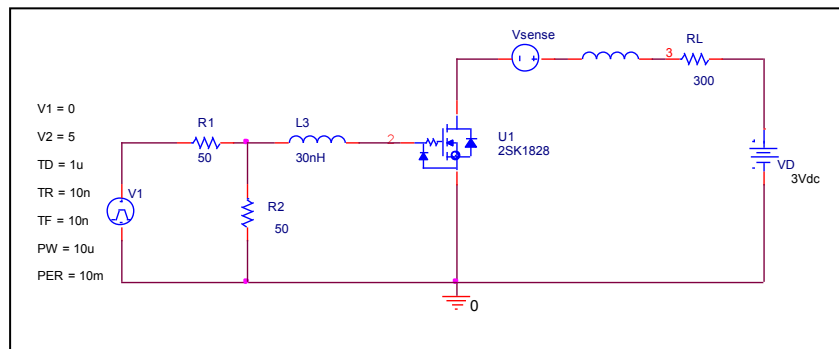 Vsense
3
RL
300
R1
50
L3
30nH
2
U1
2SK1828
V1 = 0
V2 = 5
TD = 1u
TR = 10n
TF = 10n
PW = 10u
PER = 10m
V1
R2
50
VD
3Vdc
0